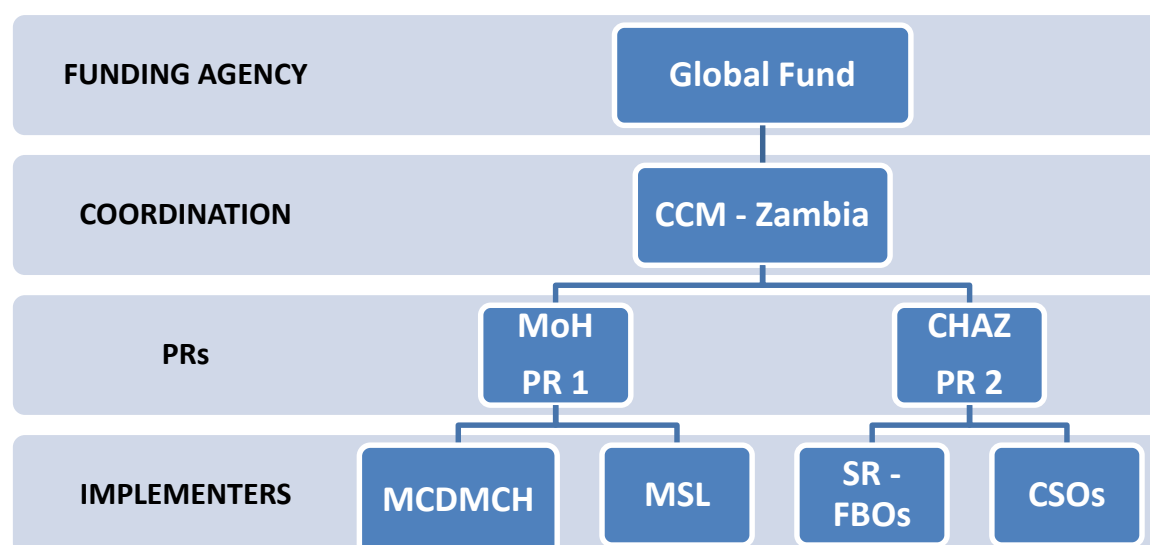 FUNDING AGENCY
Global Fund
COORDINATION
CCM - Zambia
PRs
MoH
PR 1
CHAZ
PR 2
IMPLEMENTERS
MCDMCH
MSL
SR -
FBOs
CSOs